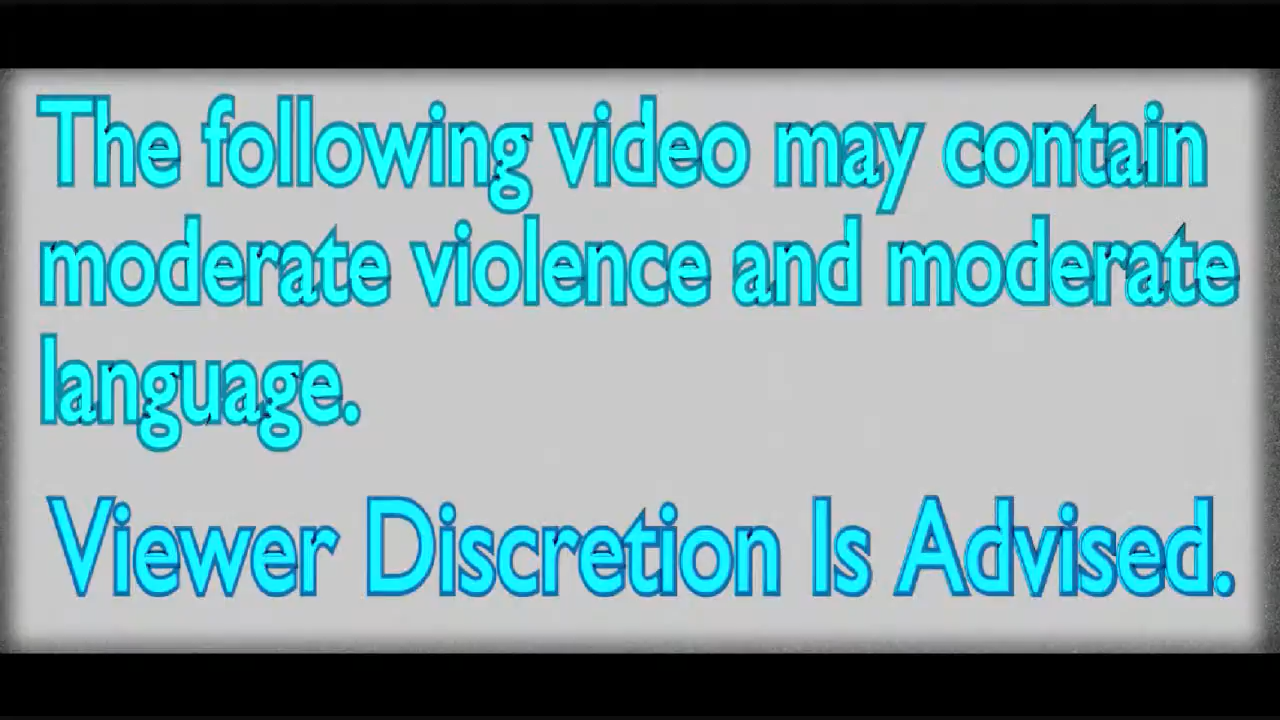 The following video may contain
moderate violence and moderate
language.
Viewer Discretion Is Advised.